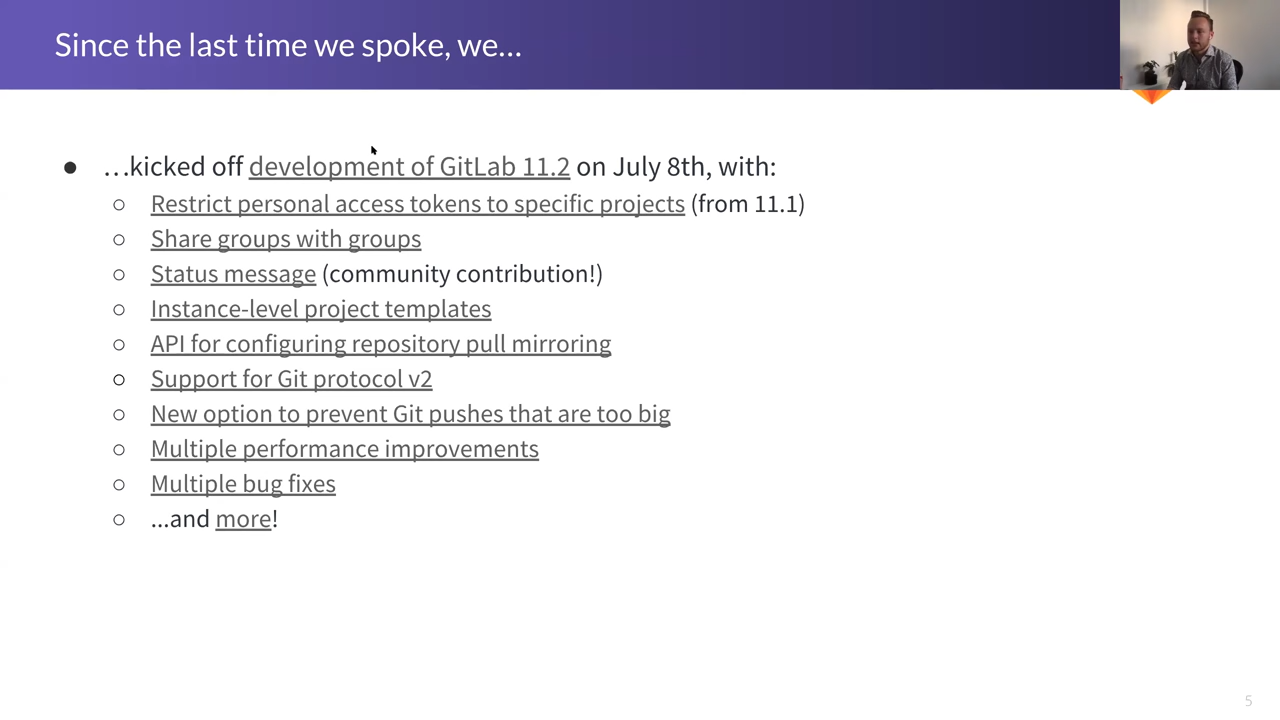 Since the last time we spoke, we...
● …kicked off development of GitLab 11.2 on July 8th, with:
○ Restrict personal access tokens to specific projects (from 11.1)
○ Share groups with groups
○ Status message (community contribution!)
○ Instance-level project templates
○ API for configuring repository pull mirroring
○ Support for Git protocol v2
○ New option to prevent Git pushes that are too big
○ Multiple performance improvements
○ Multiple bug fixes
○ ...and more!
5